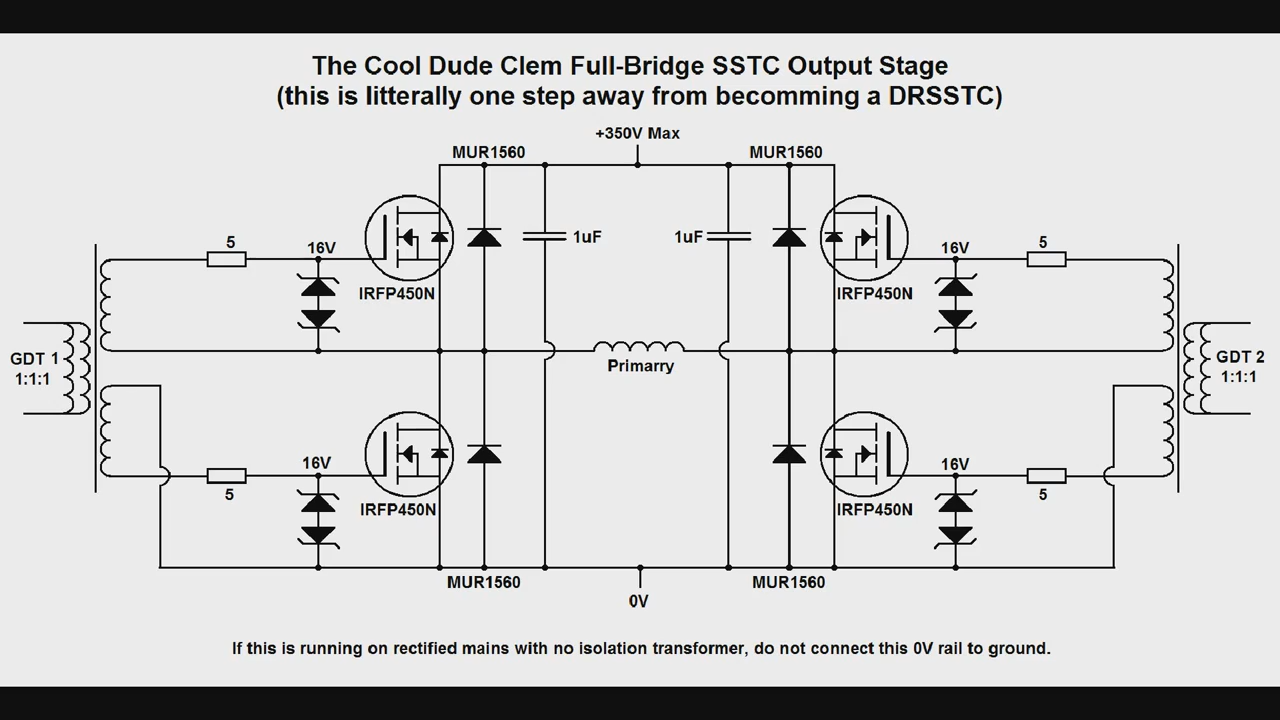 The Cool Dude Clem Full-Bridge SSTC Output Stage
(this is litterally one step away from becomming a DRSSTC)
+350V Max
MUR1560
MUR1560
5
16V
1uF
1uF
16V
5
IRFP450N
IRFP450N
GDT 1
1:1:1
Primarry
GDT 2
1:1:1
16V
16V
5
IRFP450N
IRFP450N
5
MUR1560
MUR1560
0V
If this is running on rectified mains with no isolation transformer, do not connect this 0V rail to ground.